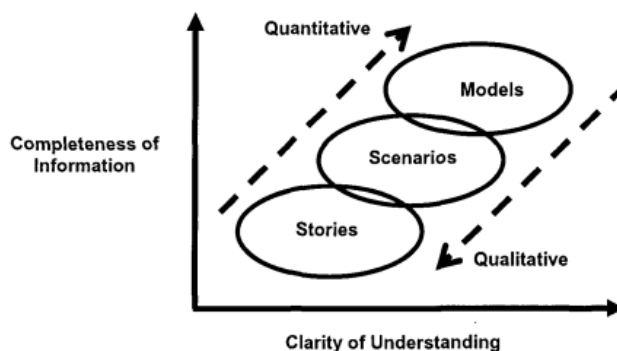 Quantitative
Models
Completeness of
Information
Scenarios
Stories
Qualitative
Clarity of Understanding